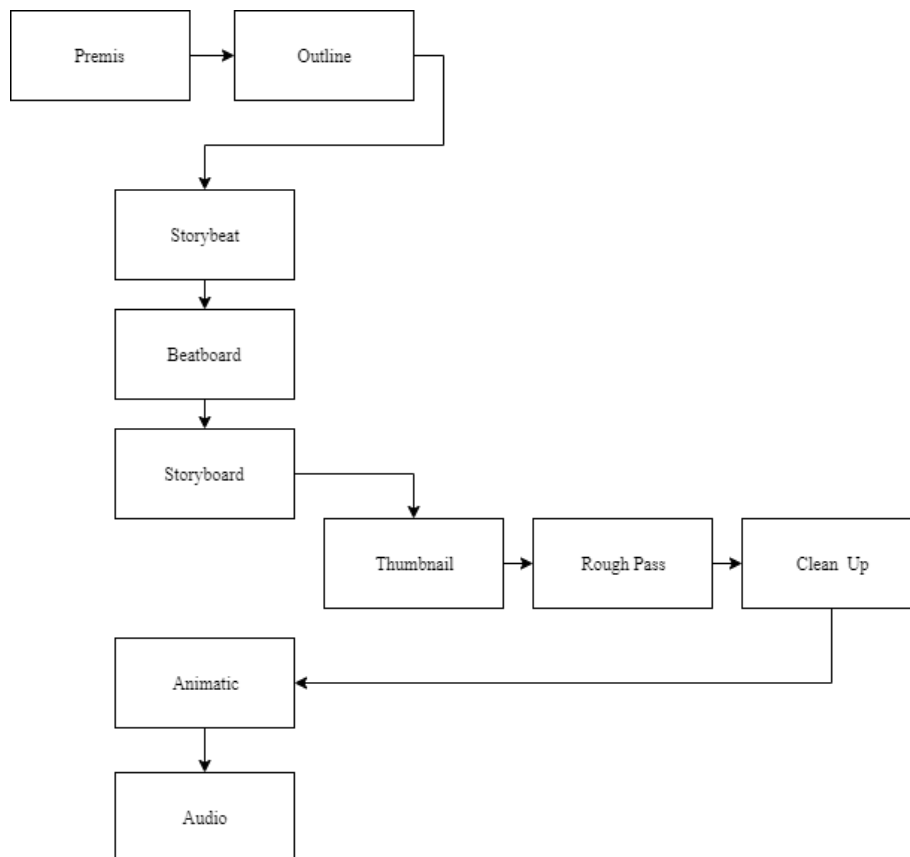 Premis
Outline
Storybeat
Beatboard
Storyboard
Thumbnail
Rough Pass
Clean Up
Animatic
Audio